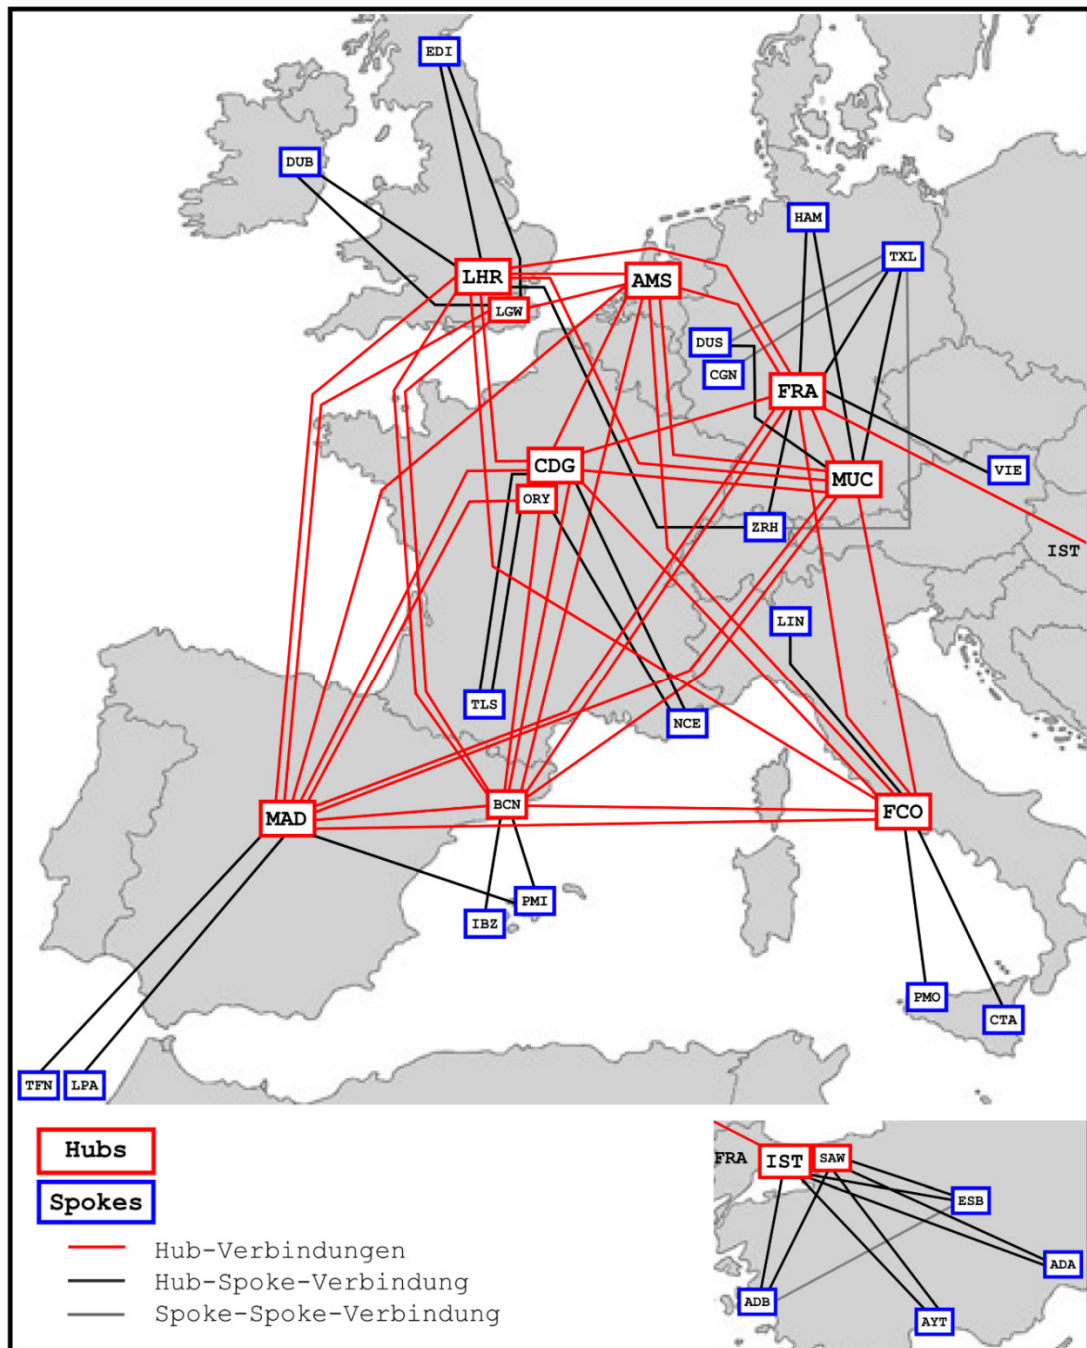 EDI
DUB
HAM
TXL
LHR
AMS
LGW
DUS
CGN
FRA
CDG
VIE
MUC
ORY
ZRH
IST
LIN
TLS
NCE
MAD
BCN
FCO
PMI
IBZ
PMO
CTA
TFN
LPA
Hubs
Spokes
Hub-Verbindungen
Hub-Spoke-Verbindung
Spoke-Spoke-Verbindung
FRA
IST
SAW
ESB
ADA
ADB
AYT